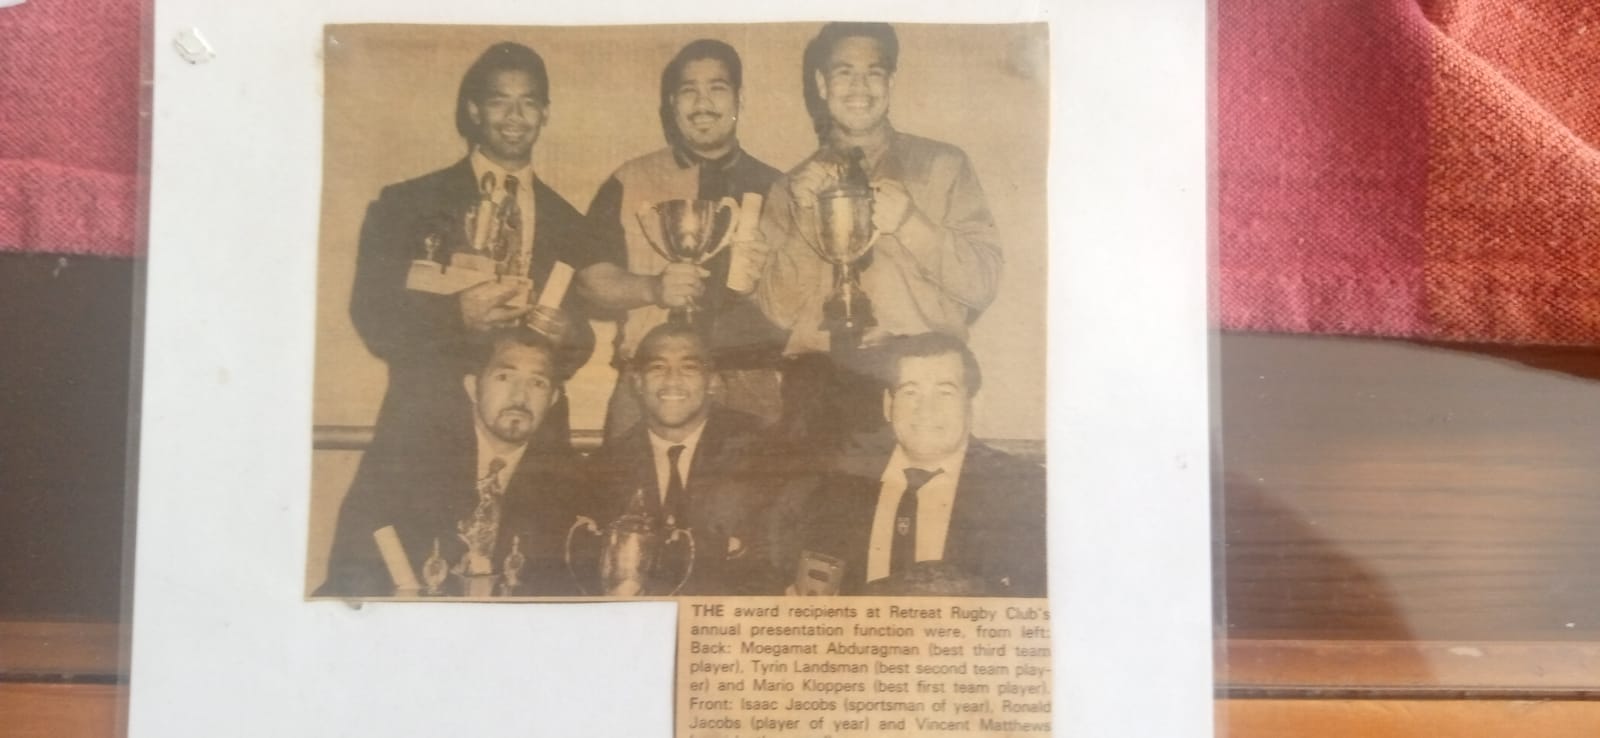 THE award recipients at Retreat Rugby Club's
annual presentation function were, from left:
Back: Moegamat Abduragman (best third team
player), Tyrin Landsman (best second team play-
er) and Mario Kloppers (best first team player).
Front: Isaac Jacobs (sportsman of year), Ronald
Jacobs (player of year) and Vincent Matthews